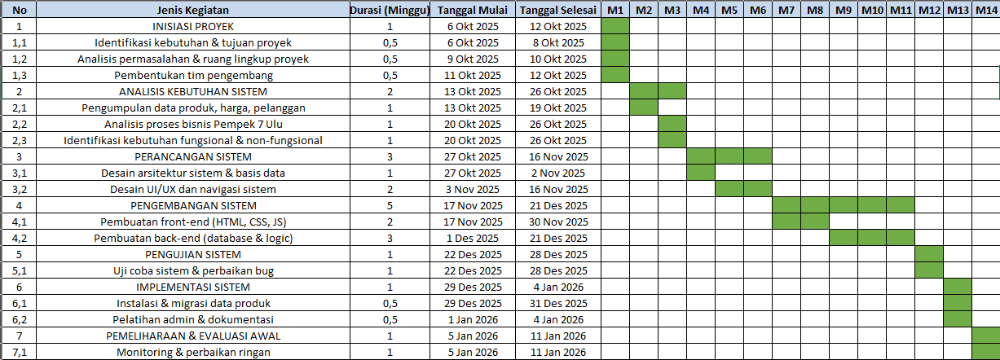 No Jenis Kegiatan Durasi (Minggu) Tanggal Mulai Tanggal Selesai M1 M2 M3 M4 M5 M6 M7 M8 M9 M10 M11 M12 M13 M14
1 INISIASI PROYEK 1 6 Okt 2025 12 Okt 2025
1,1 Identifikasi kebutuhan & tujuan proyek 0,5 6 Okt 2025 8 Okt 2025
1,2 Analisis permasalahan & ruang lingkup proyek 0,5 9 Okt 2025 10 Okt 2025
1,3 Pembentukan tim pengembang 0,5 11 Okt 2025 12 Okt 2025
2 ANALISIS KEBUTUHAN SISTEM 2 13 Okt 2025 26 Okt 2025
2,1 Pengumpulan data produk, harga, pelanggan 1 13 Okt 2025 19 Okt 2025
2,2 Analisis proses bisnis Pempek 7 Ulu 1 20 Okt 2025 26 Okt 2025
2,3 Identifikasi kebutuhan fungsional & non-fungsional 1 20 Okt 2025 26 Okt 2025
3 PERANCANGAN SISTEM 3 27 Okt 2025 16 Nov 2025
3,1 Desain arsitektur sistem & basis data 1 27 Okt 2025 2 Nov 2025
3,2 Desain UI/UX dan navigasi sistem 2 3 Nov 2025 16 Nov 2025
4 PENGEMBANGAN SISTEM 5 17 Nov 2025 21 Des 2025
4,1 Pembuatan front-end (HTML, CSS, JS) 2 17 Nov 2025 30 Nov 2025
4,2 Pembuatan back-end (database & logic) 3 1 Des 2025 21 Des 2025
5 PENGUJIAN SISTEM 1 22 Des 2025 28 Des 2025
5,1 Uji coba sistem & perbaikan bug 1 22 Des 2025 28 Des 2025
6 IMPLEMENTASI SISTEM 1 29 Des 2025 4 Jan 2026
6,1 Instalasi & migrasi data produk 0,5 29 Des 2025 31 Des 2025
6,2 Pelatihan admin & dokumentasi 0,5 1 Jan 2026 4 Jan 2026
7 PEMELIHARAAN & EVALUASI AWAL 1 5 Jan 2026 11 Jan 2026
7,1 Monitoring & perbaikan ringan 1 5 Jan 2026 11 Jan 2026